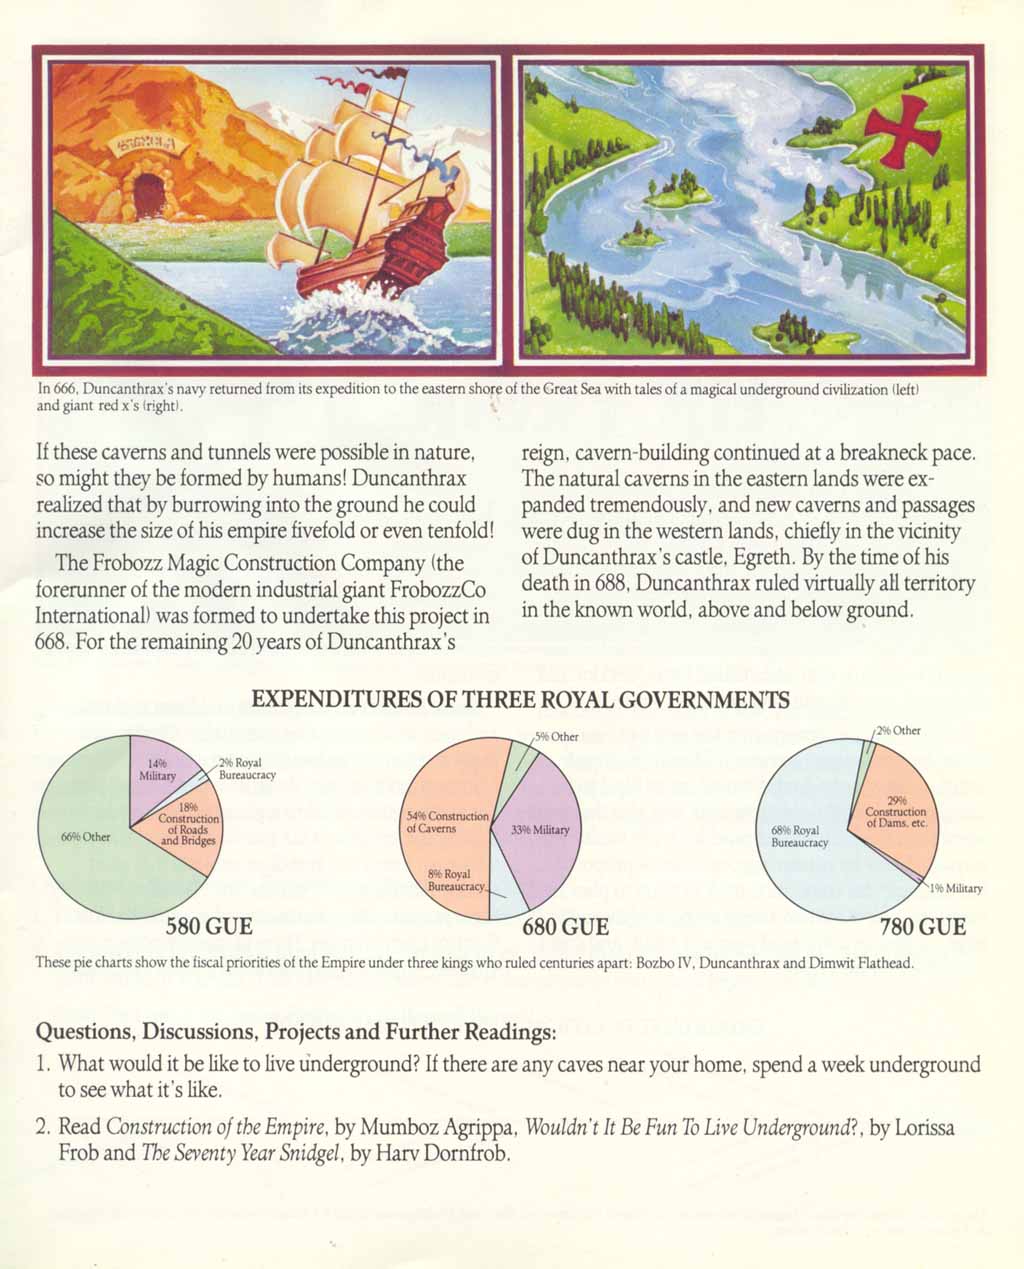 In 666, Duncanthrax's navy returned from its expedition to the eastern shore of the Great Sea with tales of a magical underground civilization (left)
and giant red x's (right).
If these caverns and tunnels were possible in nature,
so might they be formed by humans! Duncanthrax
realized that by burrowing into the ground he could
increase the size of his empire fivefold or even tenfold!
The Frobozz Magic Construction Company (the
forerunner of the modern industrial giant FrobozzCo
International) was formed to undertake this project in
668. For the remaining 20 years of Duncanthrax's
reign, cavern-building continued at a breakneck pace.
The natural caverns in the eastern lands were ex-
panded tremendously, and new caverns and passages
were dug in the western lands, chiefly in the vicinity
of Duncanthrax's castle, Egreth. By the time of his
death in 688, Duncanthrax ruled virtually all territory
in the known world, above and below ground.
EXPENDITURES OF THREE ROYAL GOVERNMENTS
14%
Military
2% Royal
Bureaucracy
18%
Construction
of Roads
and Bridges
66% Other
580 GUE
5% Other
54% Construction
of Caverns
33% Military
8% Royal
Bureaucracy
680 GUE
2% Other
29%
Construction
of Dams, etc.
68% Royal
Bureaucracy
1% Military
780 GUE
These pie charts show the fiscal priorities of the Empire under three kings who ruled centuries apart: Bozbo IV, Duncanthrax and Dimwit Flathead.
Questions, Discussions, Projects and Further Readings:
1. What would it be like to live underground? If there are any caves near your home, spend a week underground
to see what it's like.
2. Read Construction of the Empire, by Mumboz Agrippa, Wouldn't It Be Fun To Live Underground?, by Lorissa
Frob and The Seventy Year Snidgel, by Harv Dornfrob.